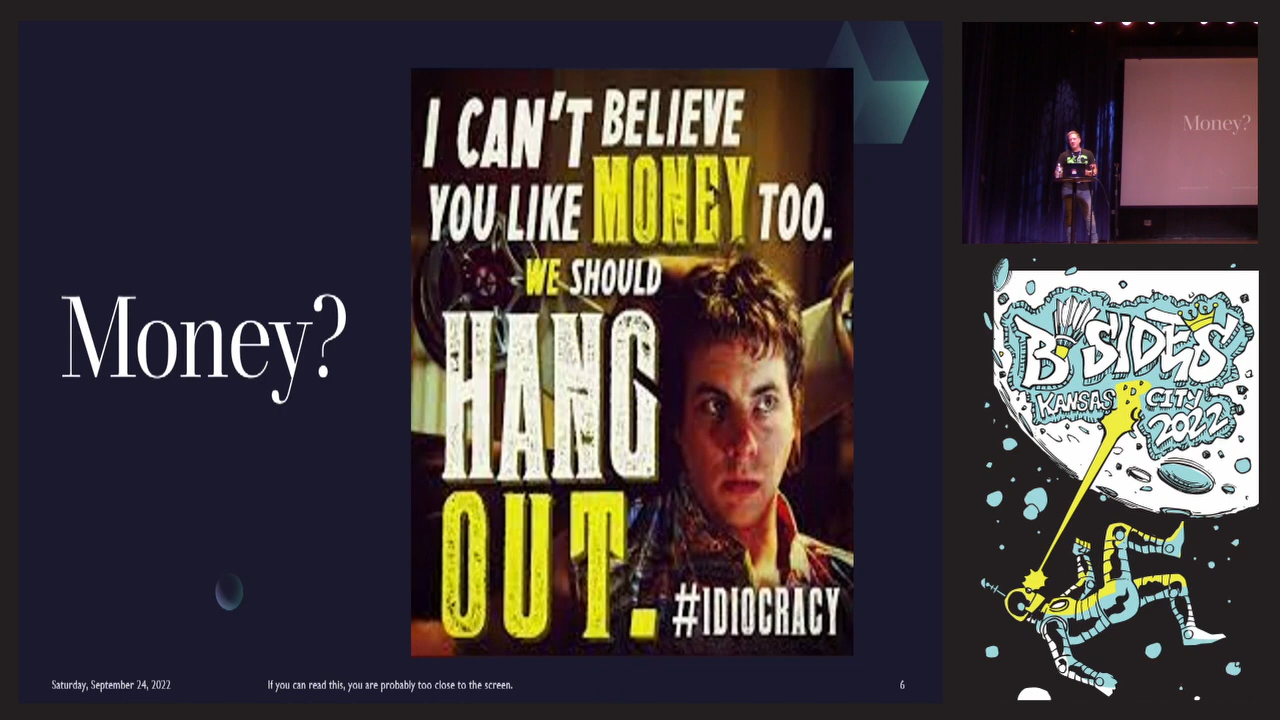 Money?
I CAN'T BELIEVE
YOU LIKE MONEY TOO.
WE SHOULD
HANG
OUT.
#IDIOCRACY
Saturday, September 24, 2022
If you can read this, you are probably too close to the screen.
6
Money?
BSIDES
KANSAS CITY
2022